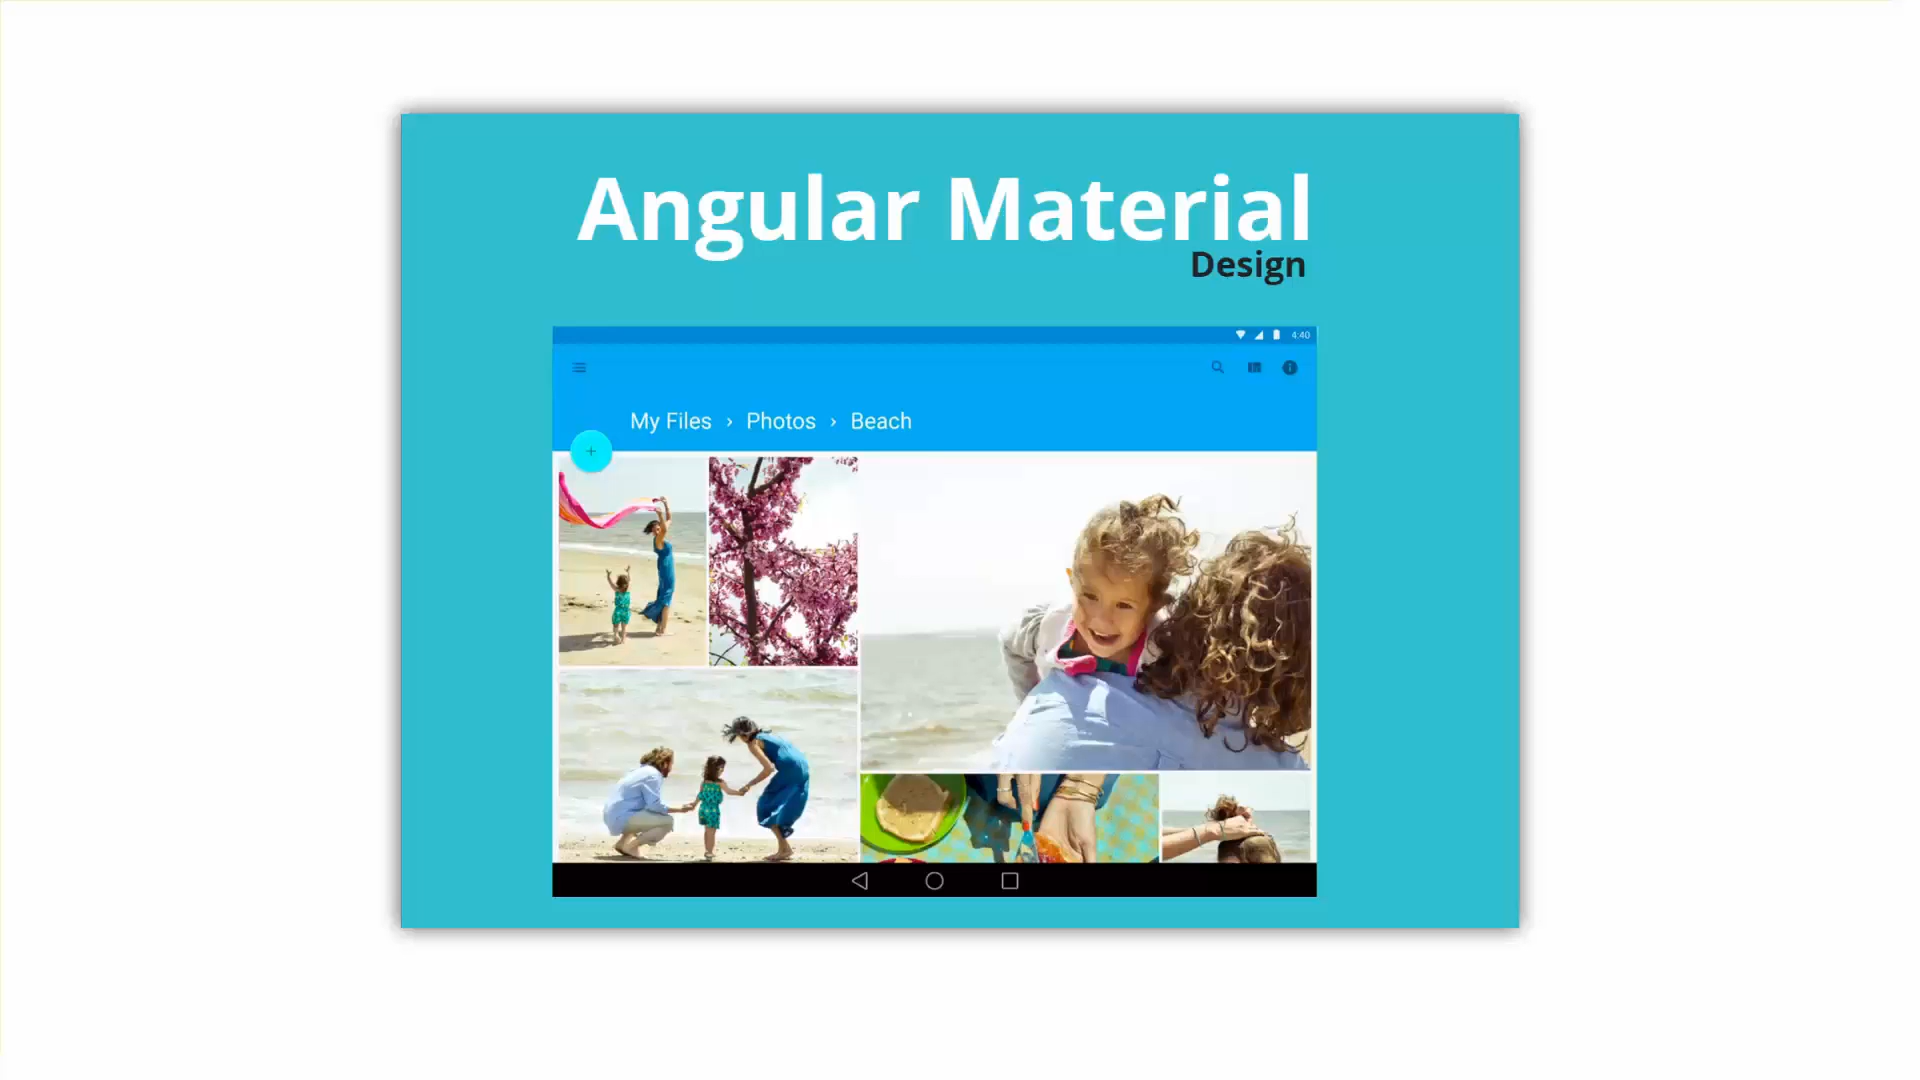 Angular Material
Design
4:40
My Files › Photos › Beach